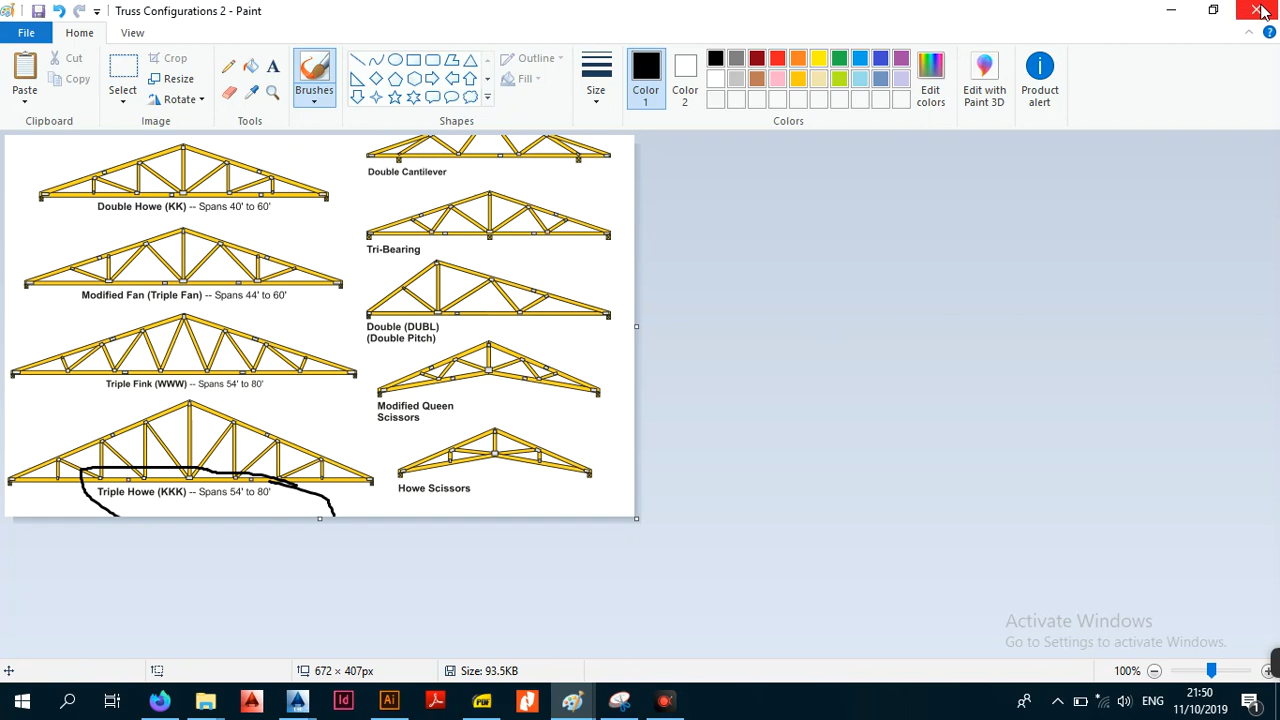 Truss Configurations 2 - Paint
File
Home
View
Paste
Cut
Copy
Clipboard
Select
Crop
Resize
Rotate
Image
A
Tools
Brushes
Outline
Fill
Shapes
Size
Color 1
Color 2
Edit colors
Colors
Edit with Paint 3D
Product alert
Double Howe (KK) -- Spans 40' to 60'
Modified Fan (Triple Fan) -- Spans 44' to 60'
Triple Fink (WWW) -- Spans 54' to 80'
Triple Howe (KKK) -- Spans 54' to 80'
Double Cantilever
Tri-Bearing
Double (DUBL)
(Double Pitch)
Modified Queen
Scissors
Howe Scissors
Activate Windows
Go to Settings to activate Windows.
672 × 407px
Size: 93.5KB
100%
A
A
Id
Ai
PDF
ENG
21:50
11/10/2019
1